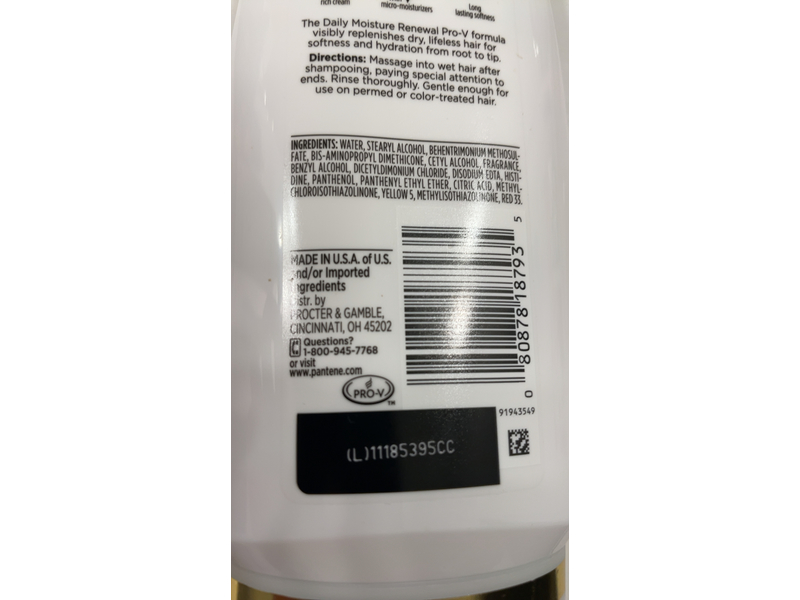 rich cream
micro-moisturizers
Long
lasting softness
The Daily Moisture Renewal Pro-V formula
visibly replenishes dry, lifeless hair for
softness and hydration from root to tip.
Directions: Massage into wet hair after
shampooing, paying special attention to
ends. Rinse thoroughly. Gentle enough for
use on permed or color-treated hair.
INGREDIENTS: WATER, STEARYL ALCOHOL, BEHENTRIMONIUM METHOSUL-
FATE, BIS-AMINOPROPYL DIMETHICONE, CETYL ALCOHOL, FRAGRANCE,
BENZYL ALCOHOL, DICETYLDIMONIUM CHLORIDE, DISODIUM EDTA, HISTI-
DINE, PANTHENOL, PANTHENYL ETHYL ETHER, CITRIC ACID, METHYL-
CHLOROISOTHIAZOLINONE, YELLOW 5, METHYLISOTHIAZOLINONE, RED 33.
MADE IN U.S.A. of U.S.
and/or Imported
Ingredients
Distr. by
PROCTER & GAMBLE,
CINCINNATI, OH 45202
Questions?
1-800-945-7768
or visit
www.pantene.com
PRO-V
TM
0 80878 18793 5
91943549
(L)11185395CC